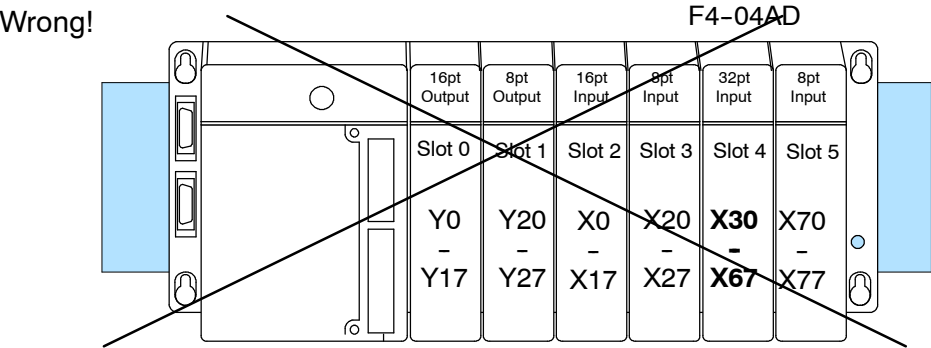 Wrong!
F4-04AD
16pt 8pt 16pt 8pt 32pt 8pt
Output Output Input Input Input Input
Slot 0 Slot 1 Slot 2 Slot 3 Slot 4 Slot 5
Y0 Y20 X0 X20 X30 X70
- - - - - -
Y17 Y27 X17 X27 X67 X77